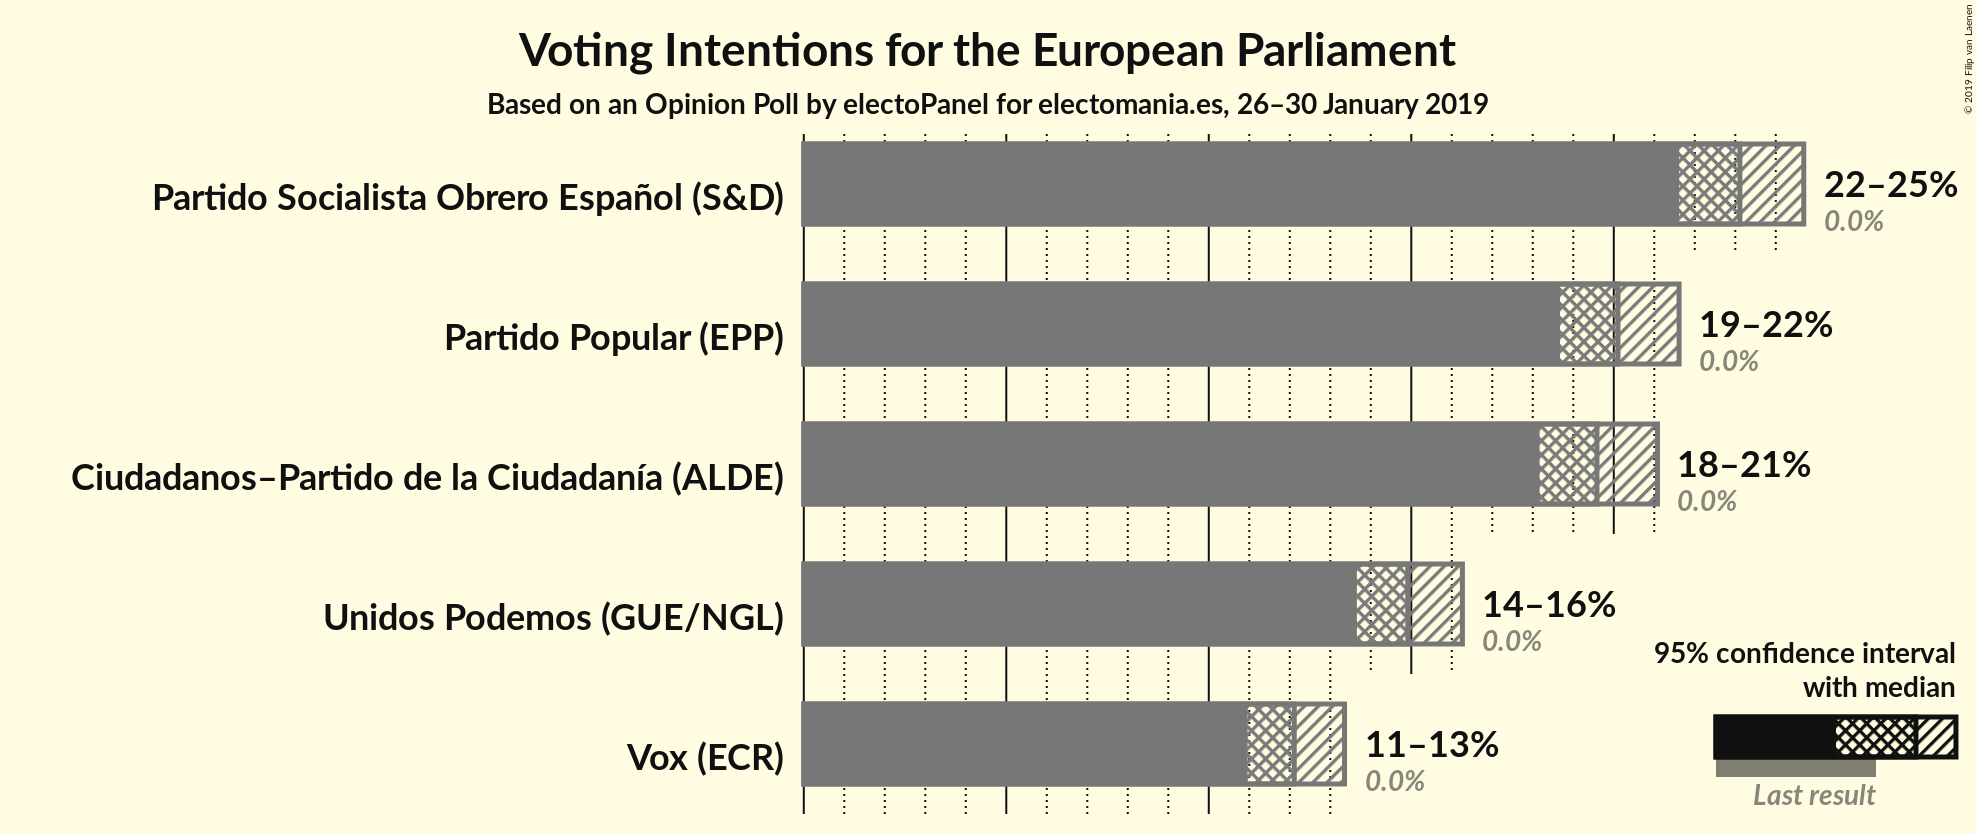 Voting Intentions for the European Parliament
Based on an Opinion Poll by electoPanel for electomania.es, 26–30 January 2019
© 2019 Filip van Laenen
Partido Socialista Obrero Español (S&D)
22–25%
0.0%
Partido Popular (EPP)
19–22%
0.0%
Ciudadanos–Partido de la Ciudadanía (ALDE)
18–21%
0.0%
Unidos Podemos (GUE/NGL)
14–16%
0.0%
Vox (ECR)
11–13%
0.0%
95% confidence interval
with median
Last result